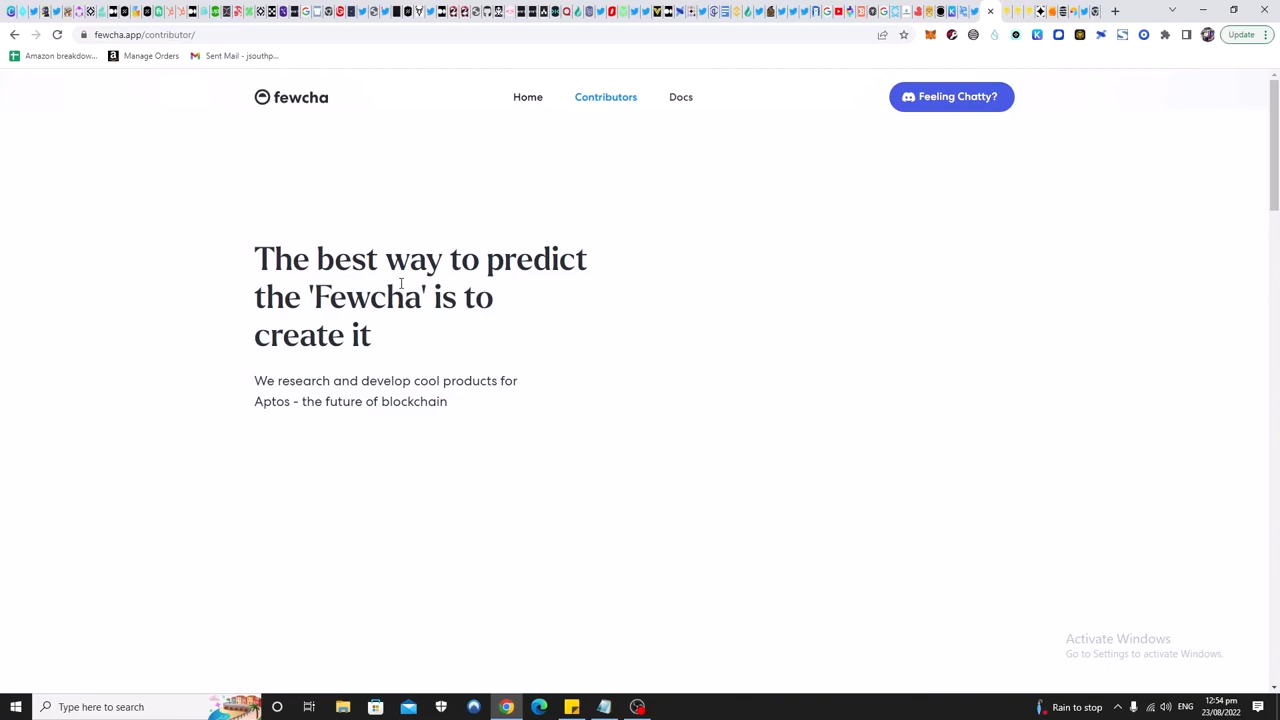 fewcha.app/contributor/
Update
Amazon breakdow...
Manage Orders
Sent Mail - jsouthp...
fewcha
Home
Contributors
Docs
Feeling Chatty?
The best way to predict
the 'Fewcha' is to
create it
We research and develop cool products for
Aptos - the future of blockchain
Activate Windows
Go to Settings to activate Windows.
Type here to search
Rain to stop
ENG
12:54 pm
23/08/2022